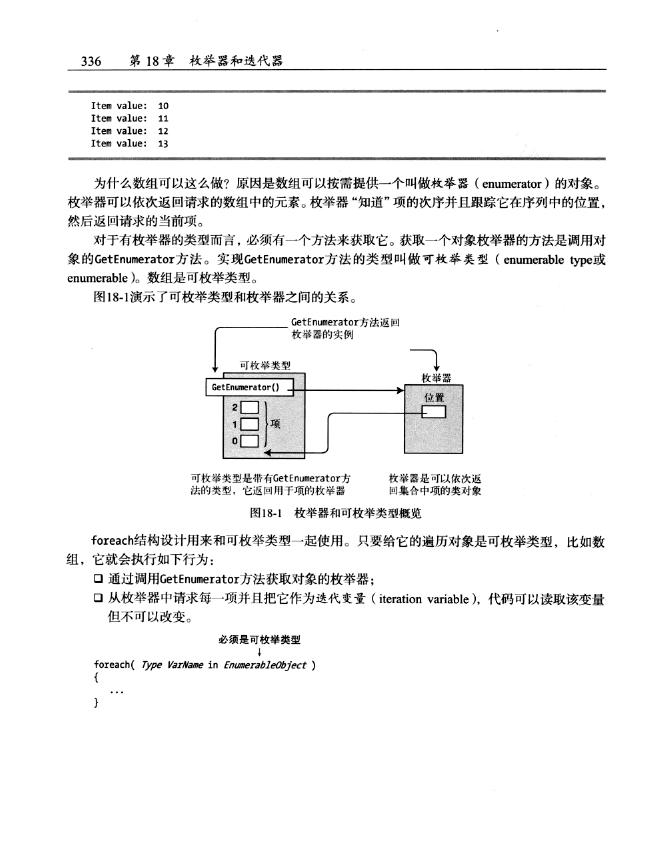 336 第18章 枚举器和迭代器
Item value: 10
Item value: 11
Item value: 12
Item value: 13
为什么数组可以这么做？原因是数组可以按需提供一个叫做枚举器（enumerator）的对象。
枚举器可以依次返回请求的数组中的元素。枚举器“知道”项的次序并且跟踪它在序列中的位置，
然后返回请求的当前项。
对于有枚举器的类型而言，必须有一个方法来获取它。获取一个对象枚举器的方法是调用对
象的GetEnumerator方法。实现GetEnumerator方法的类型叫做可枚举类型（enumerable type或
enumerable）。数组是可枚举类型。
图18-1演示了可枚举类型和枚举器之间的关系。
GetEnumerator方法返回
枚举器的实例
可枚举类型
枚举器
GetEnumerator()
位置
2
1 项
0
可枚举类型是带有GetEnumerator方
法的类型，它返回用于项的枚举器
枚举器是可以依次返
回集合中项的类对象
图18-1 枚举器和可枚举类型概览
foreach结构设计用来和可枚举类型一起使用。只要给它的遍历对象是可枚举类型，比如数
组，它就会执行如下行为：
□ 通过调用GetEnumerator方法获取对象的枚举器；
□ 从枚举器中请求每一项并且把它作为迭代变量（iteration variable），代码可以读取该变量
但不可以改变。
必须是可枚举类型
↓
foreach( Type VarName in EnumerableObject )
{
...
}